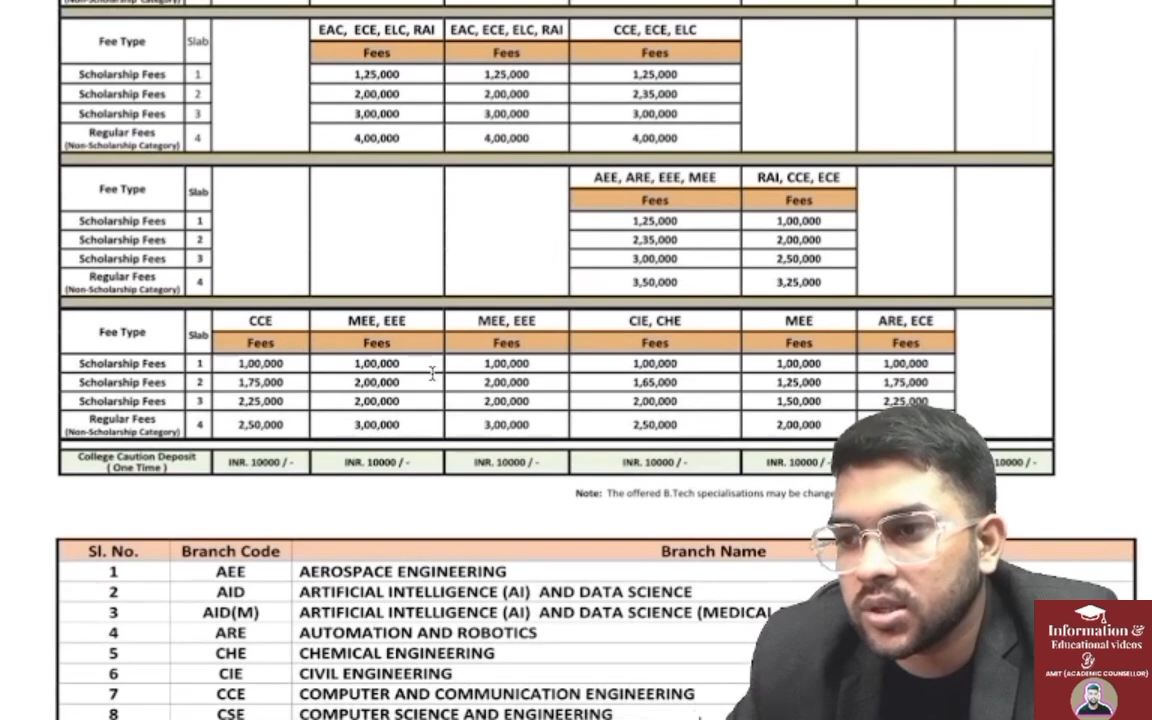 (Non-Scholarship Category)
Fee Type Slab EAC, ECE, ELC, RAI EAC, ECE, ELC, RAI CCE, ECE, ELC
Fees Fees Fees
Scholarship Fees 1 1,25,000 1,25,000 1,25,000
Scholarship Fees 2 2,00,000 2,00,000 2,35,000
Scholarship Fees 3 3,00,000 3,00,000 3,00,000
Regular Fees
(Non-Scholarship Category) 4 4,00,000 4,00,000 4,00,000
Fee Type Slab AEE, ARE, EEE, MEE RAI, CCE, ECE
Fees Fees
Scholarship Fees 1 1,25,000 1,00,000
Scholarship Fees 2 2,35,000 2,00,000
Scholarship Fees 3 3,00,000 2,50,000
Regular Fees
(Non-Scholarship Category) 4 3,50,000 3,25,000
Fee Type Slab CCE MEE, EEE MEE, EEE CIE, CHE MEE ARE, ECE
Fees Fees Fees Fees Fees Fees
Scholarship Fees 1 1,00,000 1,00,000 1,00,000 1,00,000 1,00,000 1,00,000
Scholarship Fees 2 1,75,000 2,00,000 2,00,000 1,65,000 1,25,000 1,75,000
Scholarship Fees 3 2,25,000 2,00,000 2,00,000 2,00,000 1,50,000 2,25,000
Regular Fees
(Non-Scholarship Category) 4 2,50,000 3,00,000 3,00,000 2,50,000 2,00,000
College Caution Deposit
( One Time ) INR. 10000 / - INR. 10000 / - INR. 10000 / - INR. 10000 / - INR. 10000 /- 10000 / -
Note: The offered B.Tech specialisations may be change
Sl. No. Branch Code Branch Name
1 AEE AEROSPACE ENGINEERING
2 AID ARTIFICIAL INTELLIGENCE (AI) AND DATA SCIENCE
3 AID(M) ARTIFICIAL INTELLIGENCE (AI) AND DATA SCIENCE (MEDICAL
4 ARE AUTOMATION AND ROBOTICS
5 CHE CHEMICAL ENGINEERING
6 CIE CIVIL ENGINEERING
7 CCE COMPUTER AND COMMUNICATION ENGINEERING
8 CSE COMPUTER SCIENCE AND ENGINEERING
Information &
Educational videos
By
AMIT (ACADEMIC COUNSELLOR)